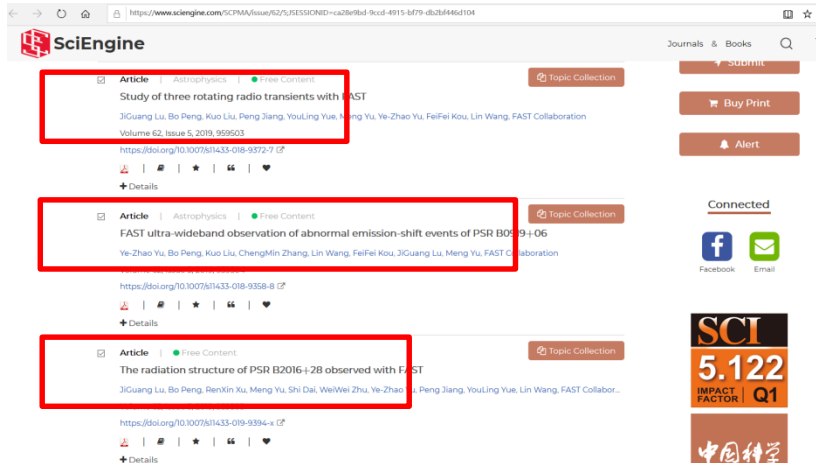 https://www.sciengine.com/SCPMA/issue/62/5;JSESSIONID=ca28e9bd-9ccd-4915-bf79-db2bf446d104
SciEngine
Journals & Books
Submit
Buy Print
Alert
Article | Astrophysics | Free Content
Topic Collection
Study of three rotating radio transients with FAST
JiGuang Lu, Bo Peng, Kuo Liu, Peng Jiang, YouLing Yue, Meng Yu, Ye-Zhao Yu, FeiFei Kou, Lin Wang, FAST Collaboration
Volume 62, Issue 5, 2019, 959503
https://doi.org/10.1007/s11433-018-9372-7
+ Details
Article | Astrophysics | Free Content
Topic Collection
FAST ultra-wideband observation of abnormal emission-shift events of PSR B0919+06
Ye-Zhao Yu, Bo Peng, Kuo Liu, ChengMin Zhang, Lin Wang, FeiFei Kou, JiGuang Lu, Meng Yu, FAST Collaboration
https://doi.org/10.1007/s11433-018-9358-8
+ Details
Article | Free Content
Topic Collection
The radiation structure of PSR B2016+28 observed with FAST
JiGuang Lu, Bo Peng, RenXin Xu, Meng Yu, Shi Dai, WeiWei Zhu, Ye-Zhao Yu, Peng Jiang, YouLing Yue, Lin Wang, FAST Collabor...
https://doi.org/10.1007/s11433-019-9394-x
+ Details
Connected
Facebook
Email
SCI
5.122
IMPACT FACTOR Q1
中国科学